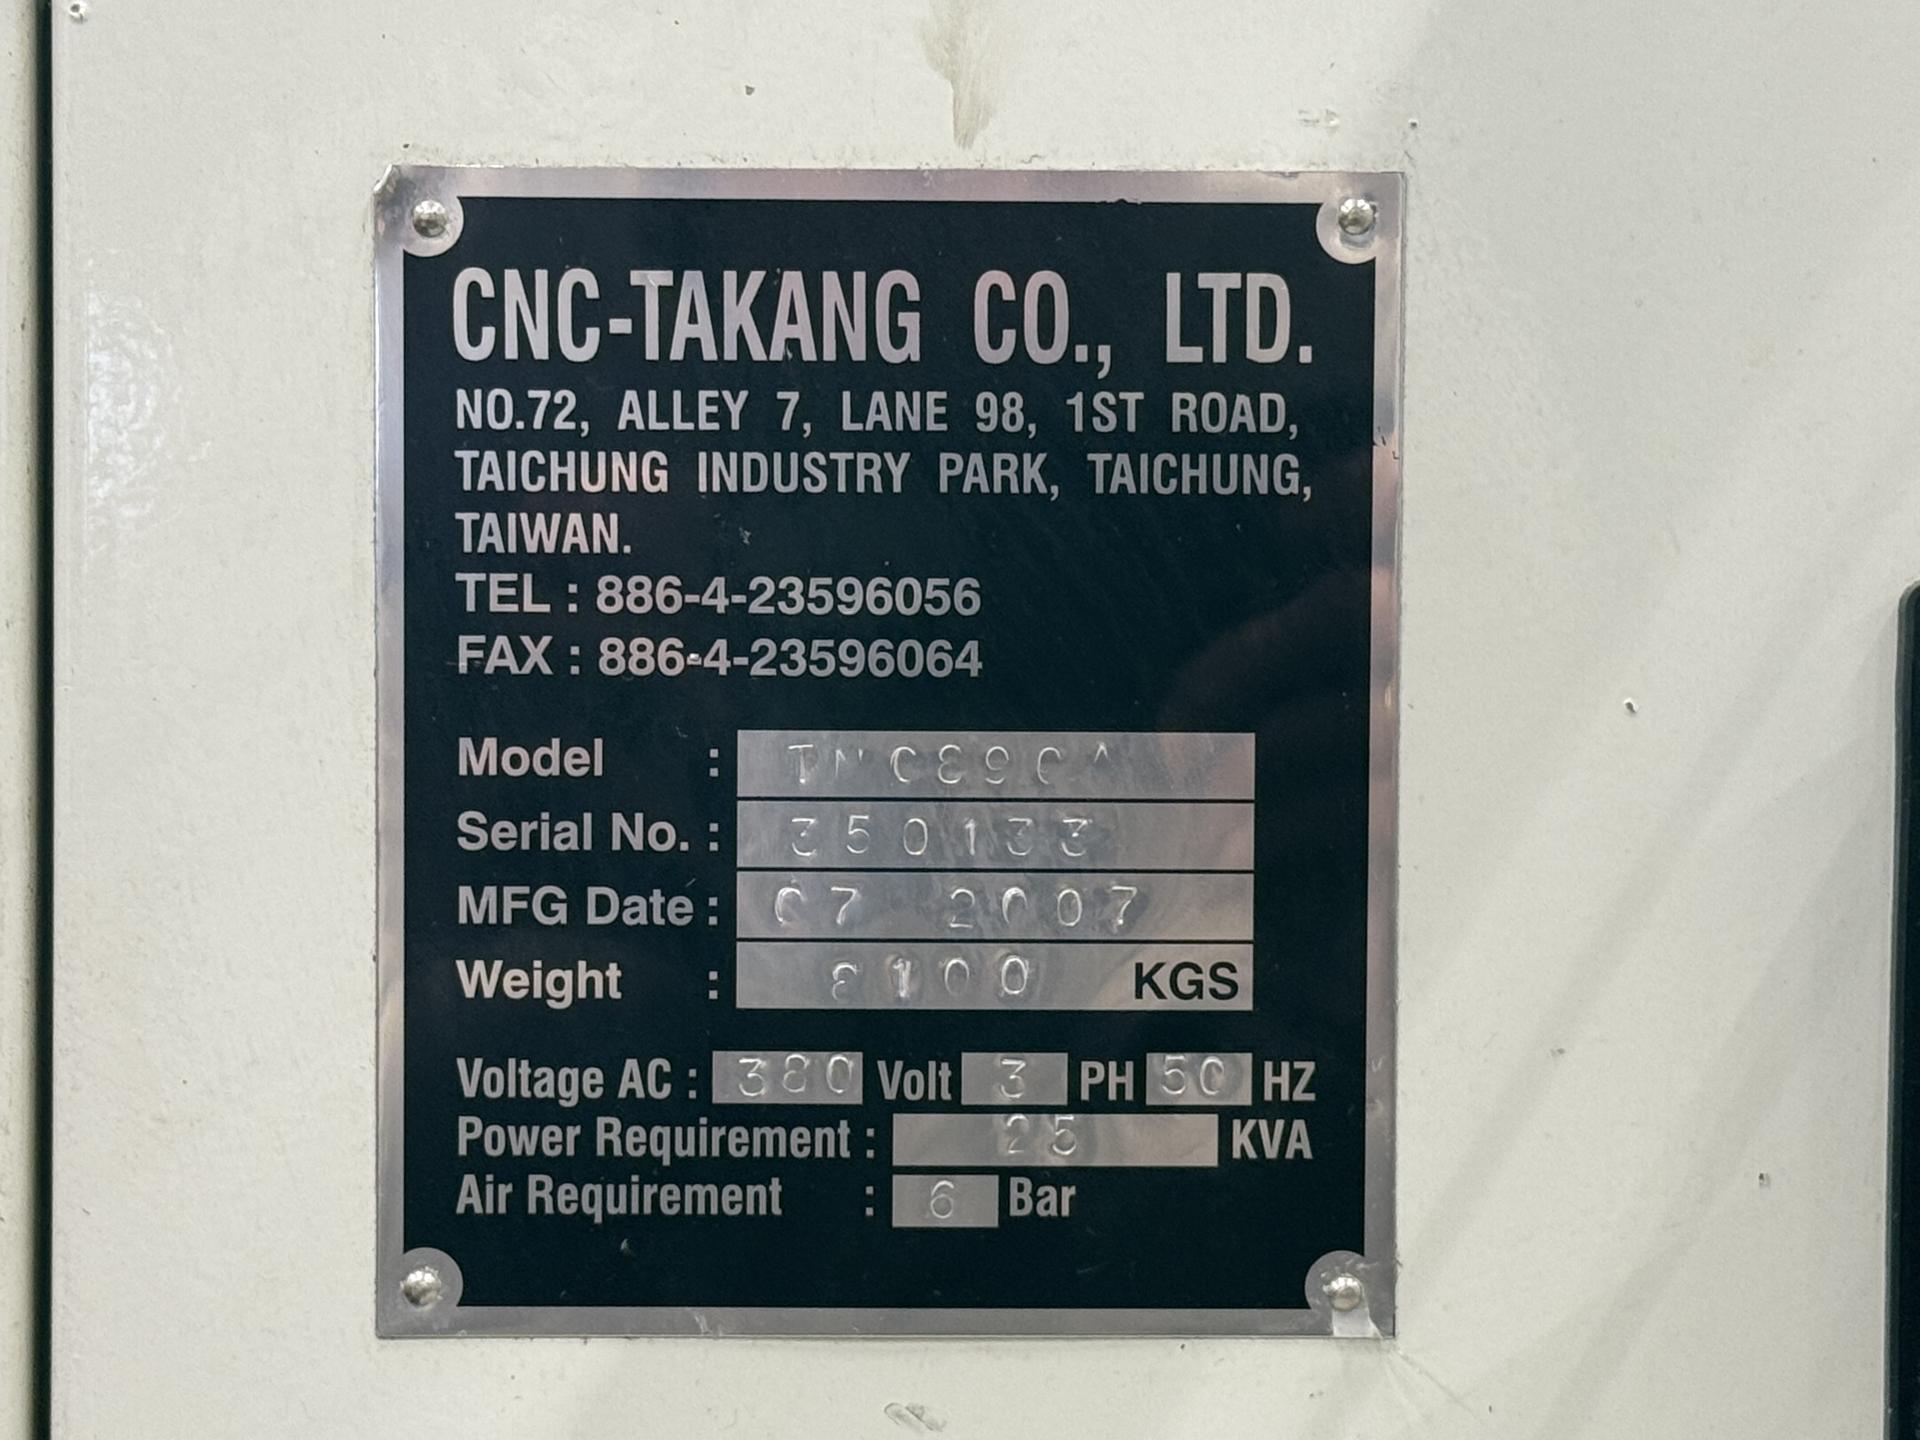 CNC-TAKANG CO., LTD.
NO.72, ALLEY 7, LANE 98, 1ST ROAD,
TAICHUNG INDUSTRY PARK, TAICHUNG,
TAIWAN.
TEL : 886-4-23596056
FAX : 886-4-23596064
Model :
Serial No. : 350133
MFG Date : 07 2007
Weight : KGS
Voltage AC : 380 Volt 3 PH 50 HZ
Power Requirement : 25 KVA
Air Requirement : 6 Bar